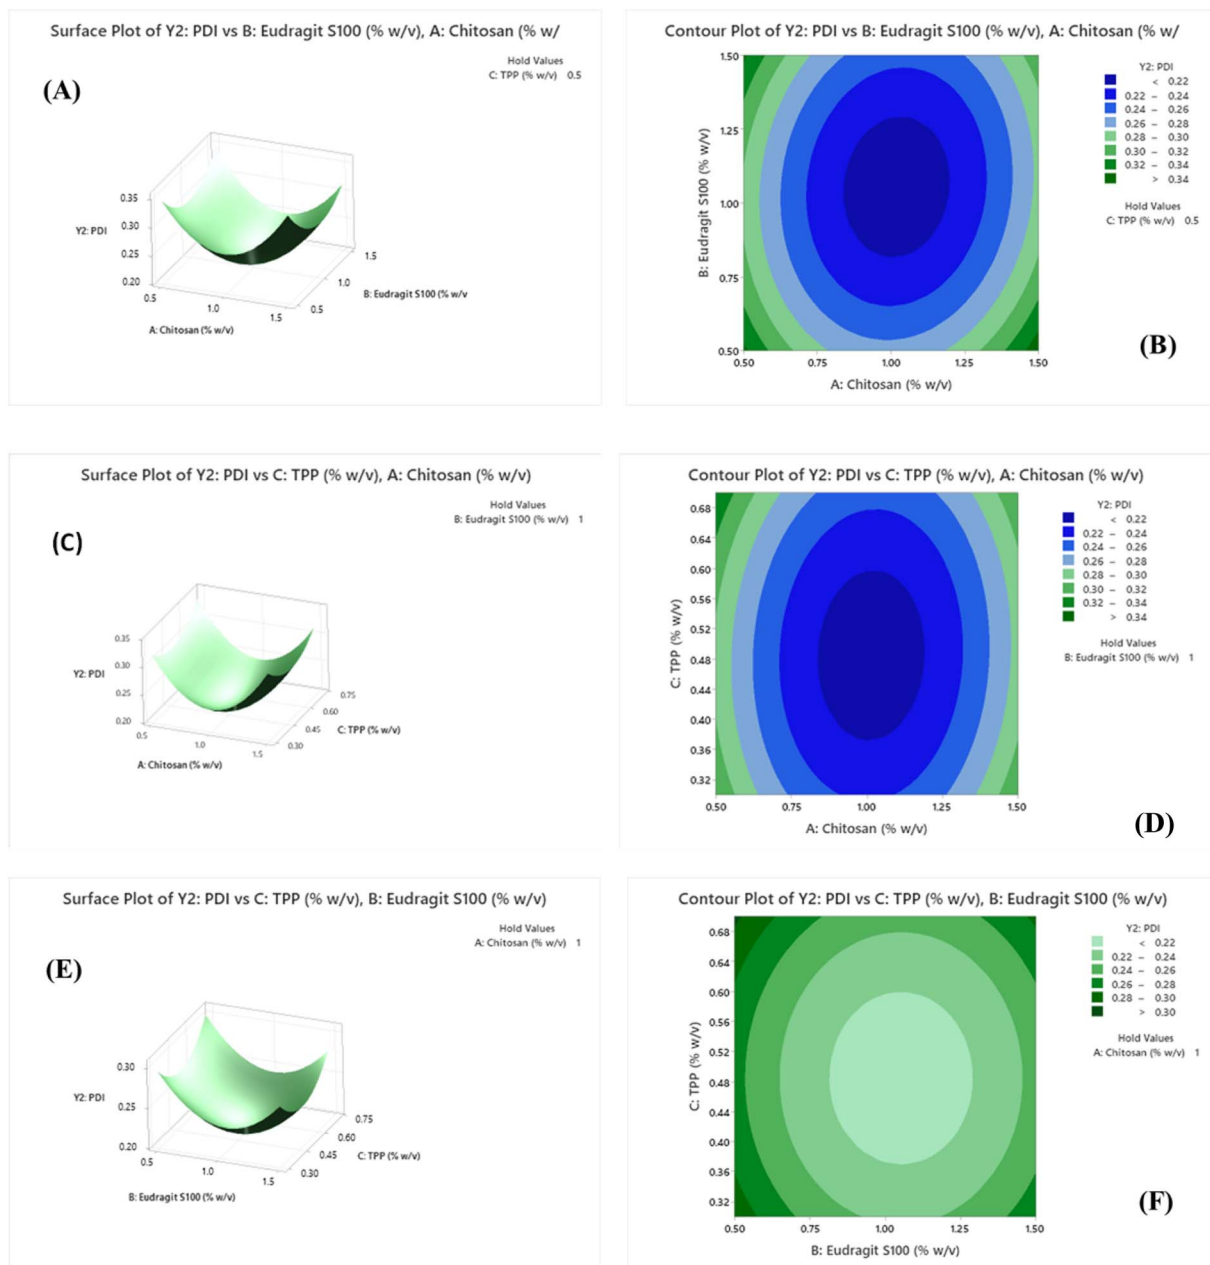 Surface Plot of Y2: PDI vs B: Eudragit S100 (% w/v), A: Chitosan (% w/
Hold Values
C: TPP (% w/v) 0.5
(A)
0.35
0.30
Y2: PDI
0.25
0.20
0.5
1.0
1.5
A: Chitosan (% w/v)
1.5
1.0
0.5
B: Eudragit S100 (% w/v
Contour Plot of Y2: PDI vs B: Eudragit S100 (% w/v), A: Chitosan (% w/
1.50
1.25
1.00
0.75
0.50
B: Eudragit S100 (% w/v)
0.50 0.75 1.00 1.25 1.50
A: Chitosan (% w/v)
Y2: PDI
< 0.22
0.22 – 0.24
0.24 – 0.26
0.26 – 0.28
0.28 – 0.30
0.30 – 0.32
0.32 – 0.34
> 0.34
Hold Values
C: TPP (% w/v) 0.5
(B)
Surface Plot of Y2: PDI vs C: TPP (% w/v), A: Chitosan (% w/v)
Hold Values
B: Eudragit S100 (% w/v) 1
(C)
0.35
0.30
Y2: PDI
0.25
0.20
0.5
1.0
1.5
A: Chitosan (% w/v)
0.75
0.60
0.45
0.30
C: TPP (% w/v)
Contour Plot of Y2: PDI vs C: TPP (% w/v), A: Chitosan (% w/v)
0.68
0.64
0.60
0.56
0.52
0.48
0.44
0.40
0.36
0.32
C: TPP (% w/v)
0.50 0.75 1.00 1.25 1.50
A: Chitosan (% w/v)
Y2: PDI
< 0.22
0.22 – 0.24
0.24 – 0.26
0.26 – 0.28
0.28 – 0.30
0.30 – 0.32
0.32 – 0.34
> 0.34
Hold Values
B: Eudragit S100 (% w/v) 1
(D)
Surface Plot of Y2: PDI vs C: TPP (% w/v), B: Eudragit S100 (% w/v)
Hold Values
A: Chitosan (% w/v) 1
(E)
0.30
Y2: PDI
0.25
0.20
0.5
1.0
1.5
B: Eudragit S100 (% w/v)
0.75
0.60
0.45
0.30
C: TPP (% w/v)
Contour Plot of Y2: PDI vs C: TPP (% w/v), B: Eudragit S100 (% w/v)
0.68
0.64
0.60
0.56
0.52
0.48
0.44
0.40
0.36
0.32
C: TPP (% w/v)
0.50 0.75 1.00 1.25 1.50
B: Eudragit S100 (% w/v)
Y2: PDI
< 0.22
0.22 – 0.24
0.24 – 0.26
0.26 – 0.28
0.28 – 0.30
> 0.30
Hold Values
A: Chitosan (% w/v) 1
(F)